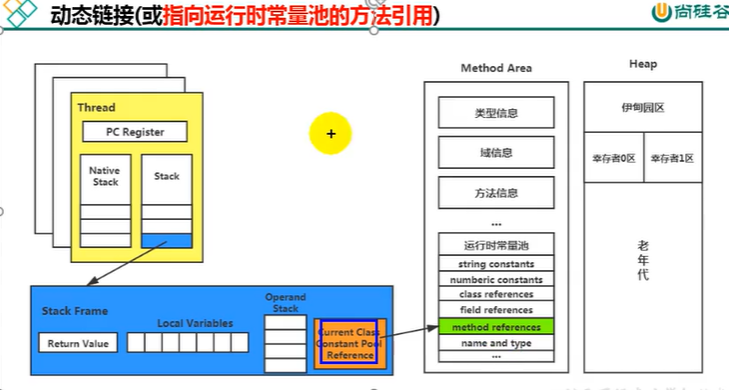 动态链接(或指向运行时常量池的方法引用)
尚硅谷
Thread
PC Register
Native
Stack
Stack
Stack Frame
Return Value
Local Variables
Operand
Stack
Current Class
Constant Pool
Reference
Method Area
类型信息
域信息
方法信息
...
运行时常量池
string constants
numberic constants
class references
field references
method references
name and type
...
Heap
伊甸园区
幸存者0区
幸存者1区
老
年
代